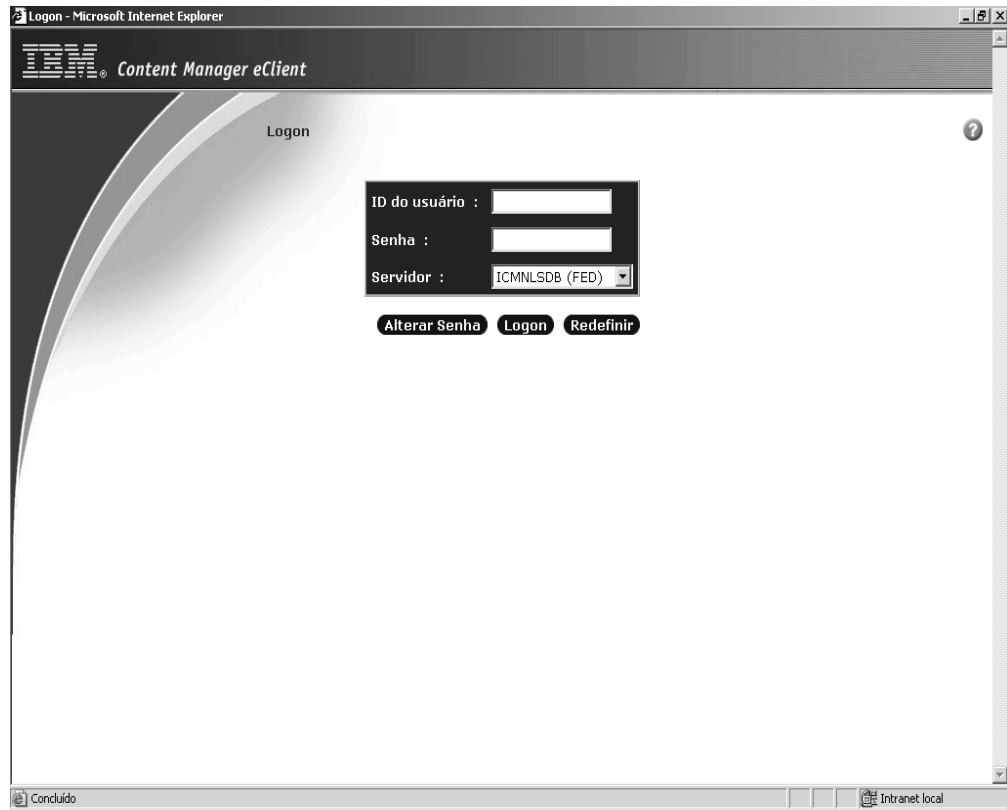 Logon - Microsoft Internet Explorer
IBM® Content Manager eClient
Logon
?
ID do usuário :
Senha :
Servidor : ICMNLSDB (FED)
Alterar Senha Logon Redefinir
Concluído Intranet local